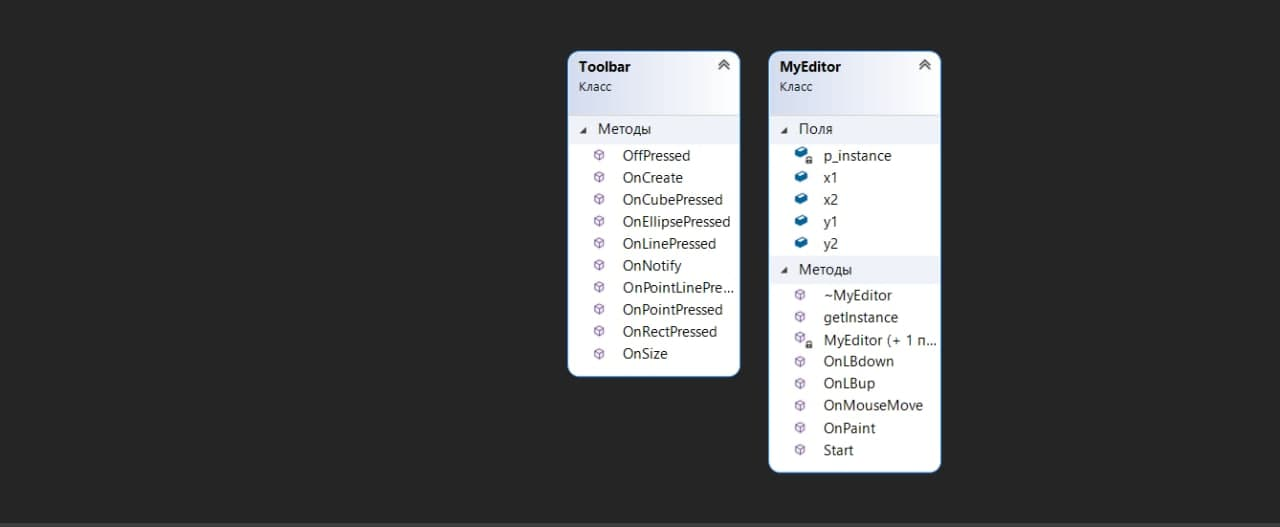 Toolbar
Класс
Методы
OffPressed
OnCreate
OnCubePressed
OnEllipsePressed
OnLinePressed
OnNotify
OnPointLinePre...
OnPointPressed
OnRectPressed
OnSize
MyEditor
Класс
Поля
p_instance
x1
x2
y1
y2
Методы
~MyEditor
getInstance
MyEditor (+ 1 п...
OnLBdown
OnLBup
OnMouseMove
OnPaint
Start